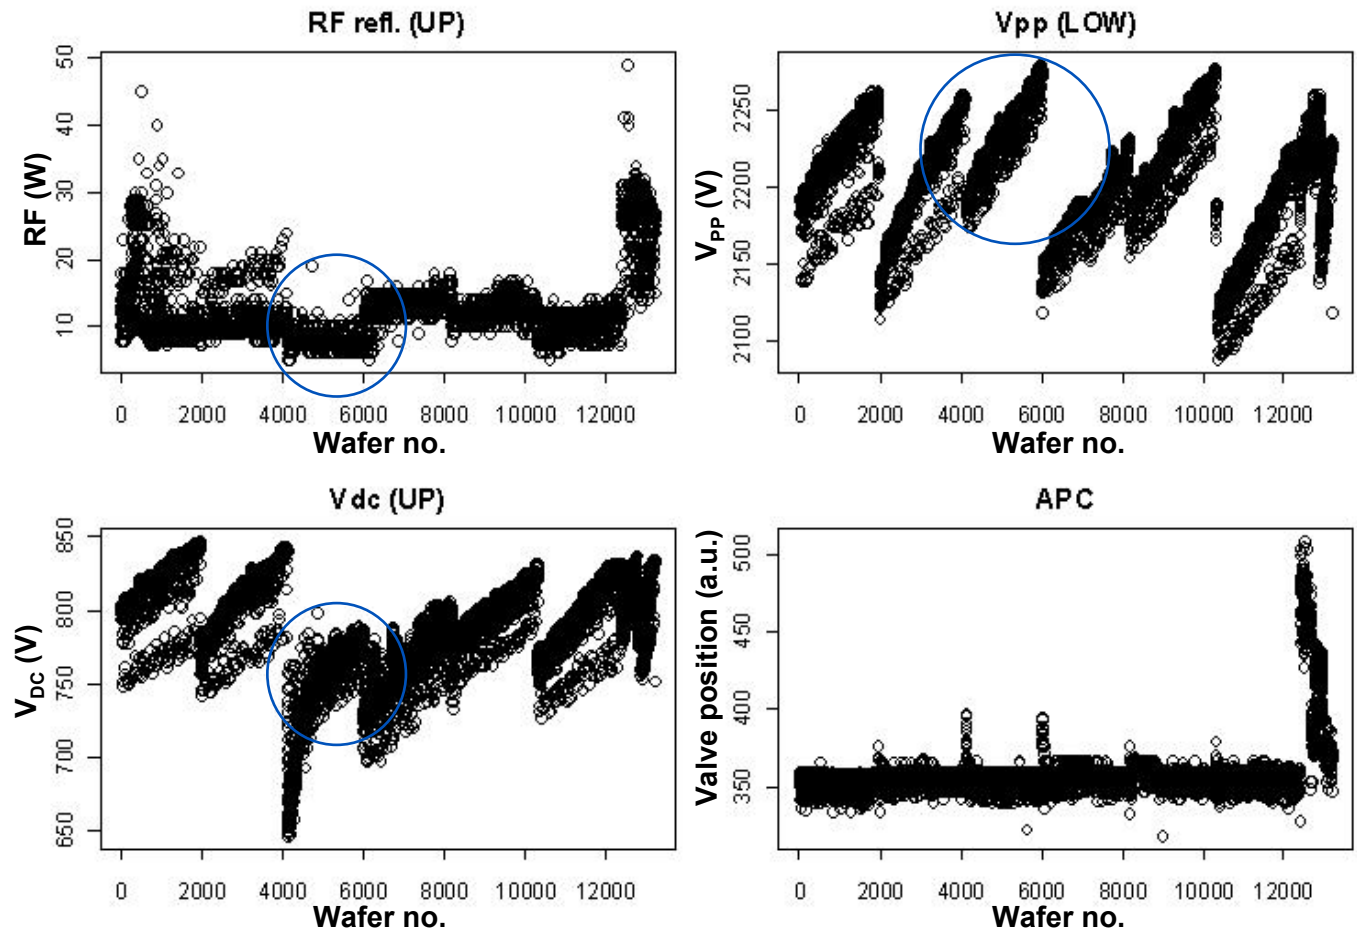 RF refl. (UP)
RF (W)
50
40
30
20
10
0 2000 4000 6000 8000 10000 12000
Wafer no.
Vpp (LOW)
VPP (V)
2250
2200
2150
2100
0 2000 4000 6000 8000 10000 12000
Wafer no.
Vdc (UP)
VDC (V)
850
800
750
700
650
0 2000 4000 6000 8000 10000 12000
Wafer no.
APC
Valve position (a.u.)
500
450
400
350
0 2000 4000 6000 8000 10000 12000
Wafer no.